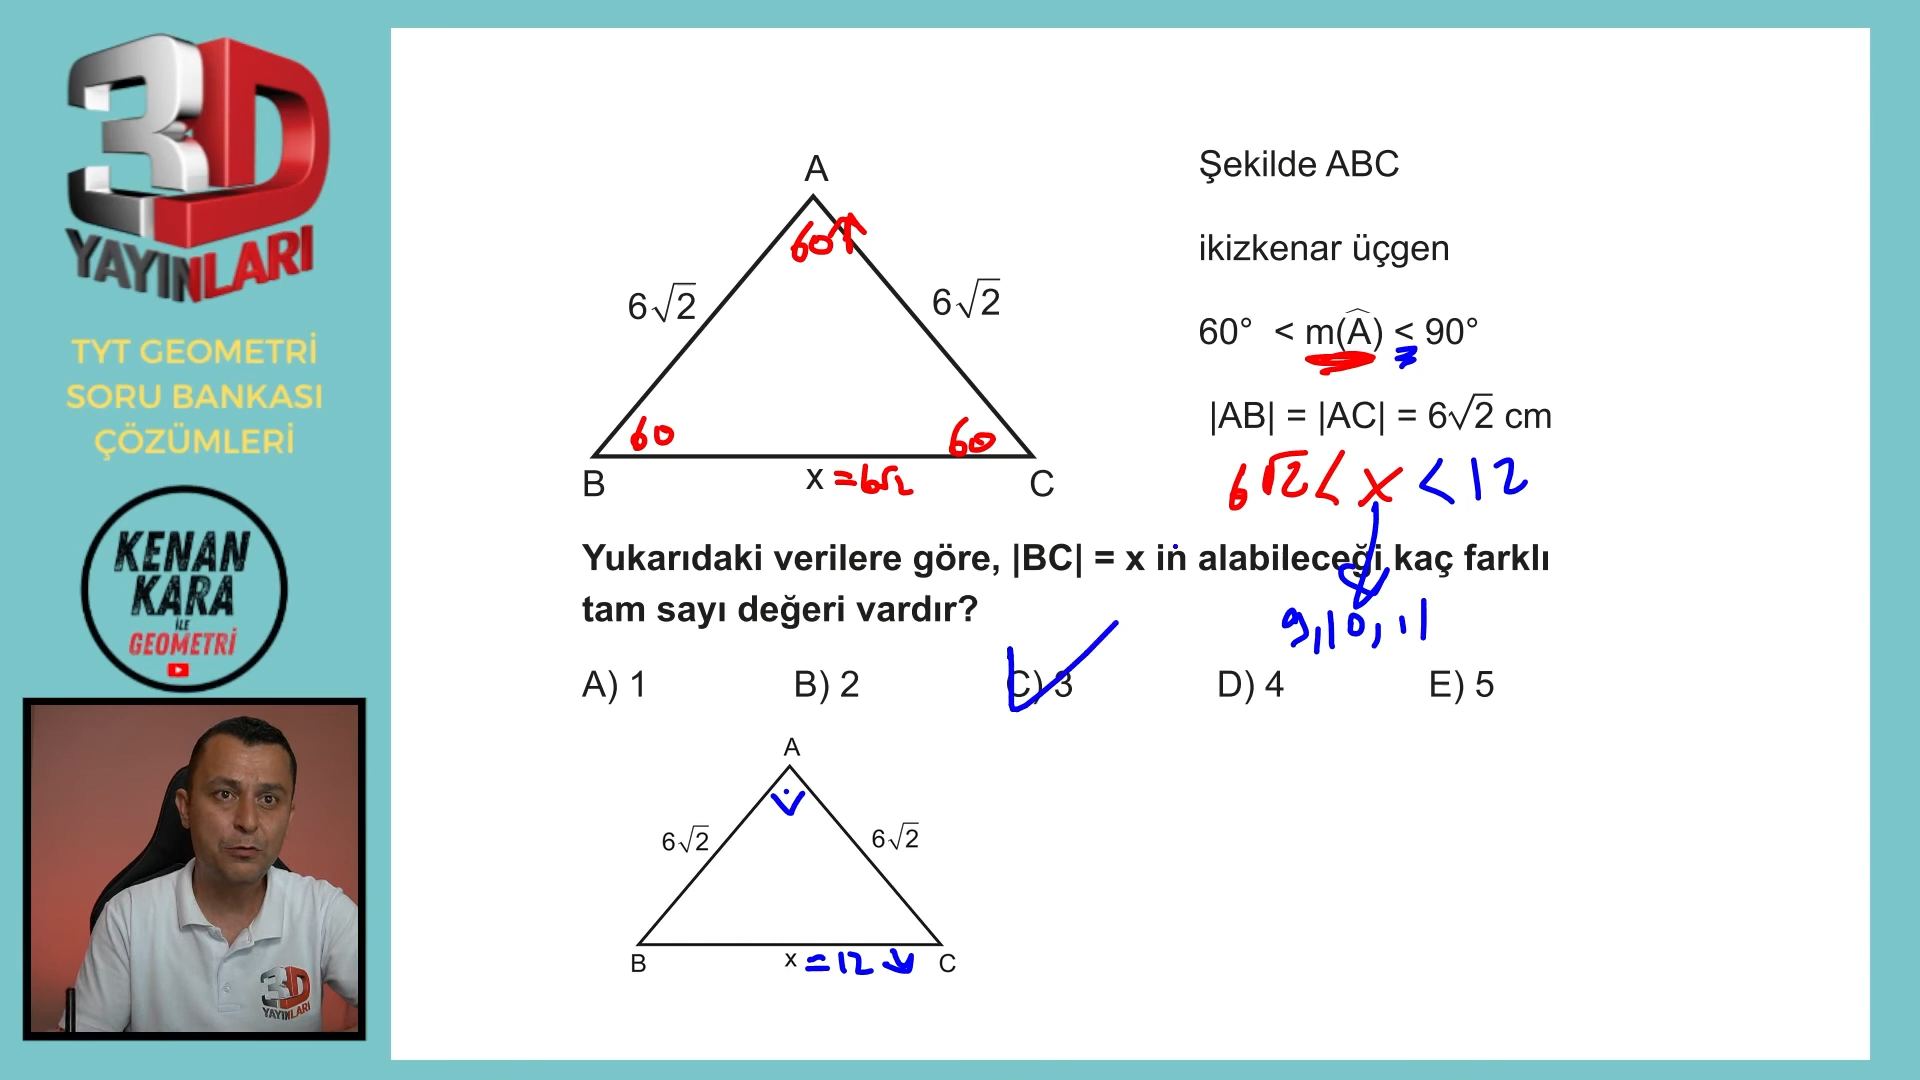 3D
YAYINLARI
TYT GEOMETRİ
SORU BANKASI
ÇÖZÜMLERİ
KENAN
KARA
İLE
GEOMETRİ
3D
YAYINLARI
A
60↑
6√2
6√2
60
60
B
x =6√2
C
Şekilde ABC
ikizkenar üçgen
60° < m(Â) < 90°
|AB| = |AC| = 6√2 cm
6√2 < x < 12
Yukarıdaki verilere göre, |BC| = x in alabileceği kaç farklı
tam sayı değeri vardır?
9, 10, 11
A) 1 B) 2 C) 3 D) 4 E) 5
A
6√2
6√2
B
x = 12 ↓
C